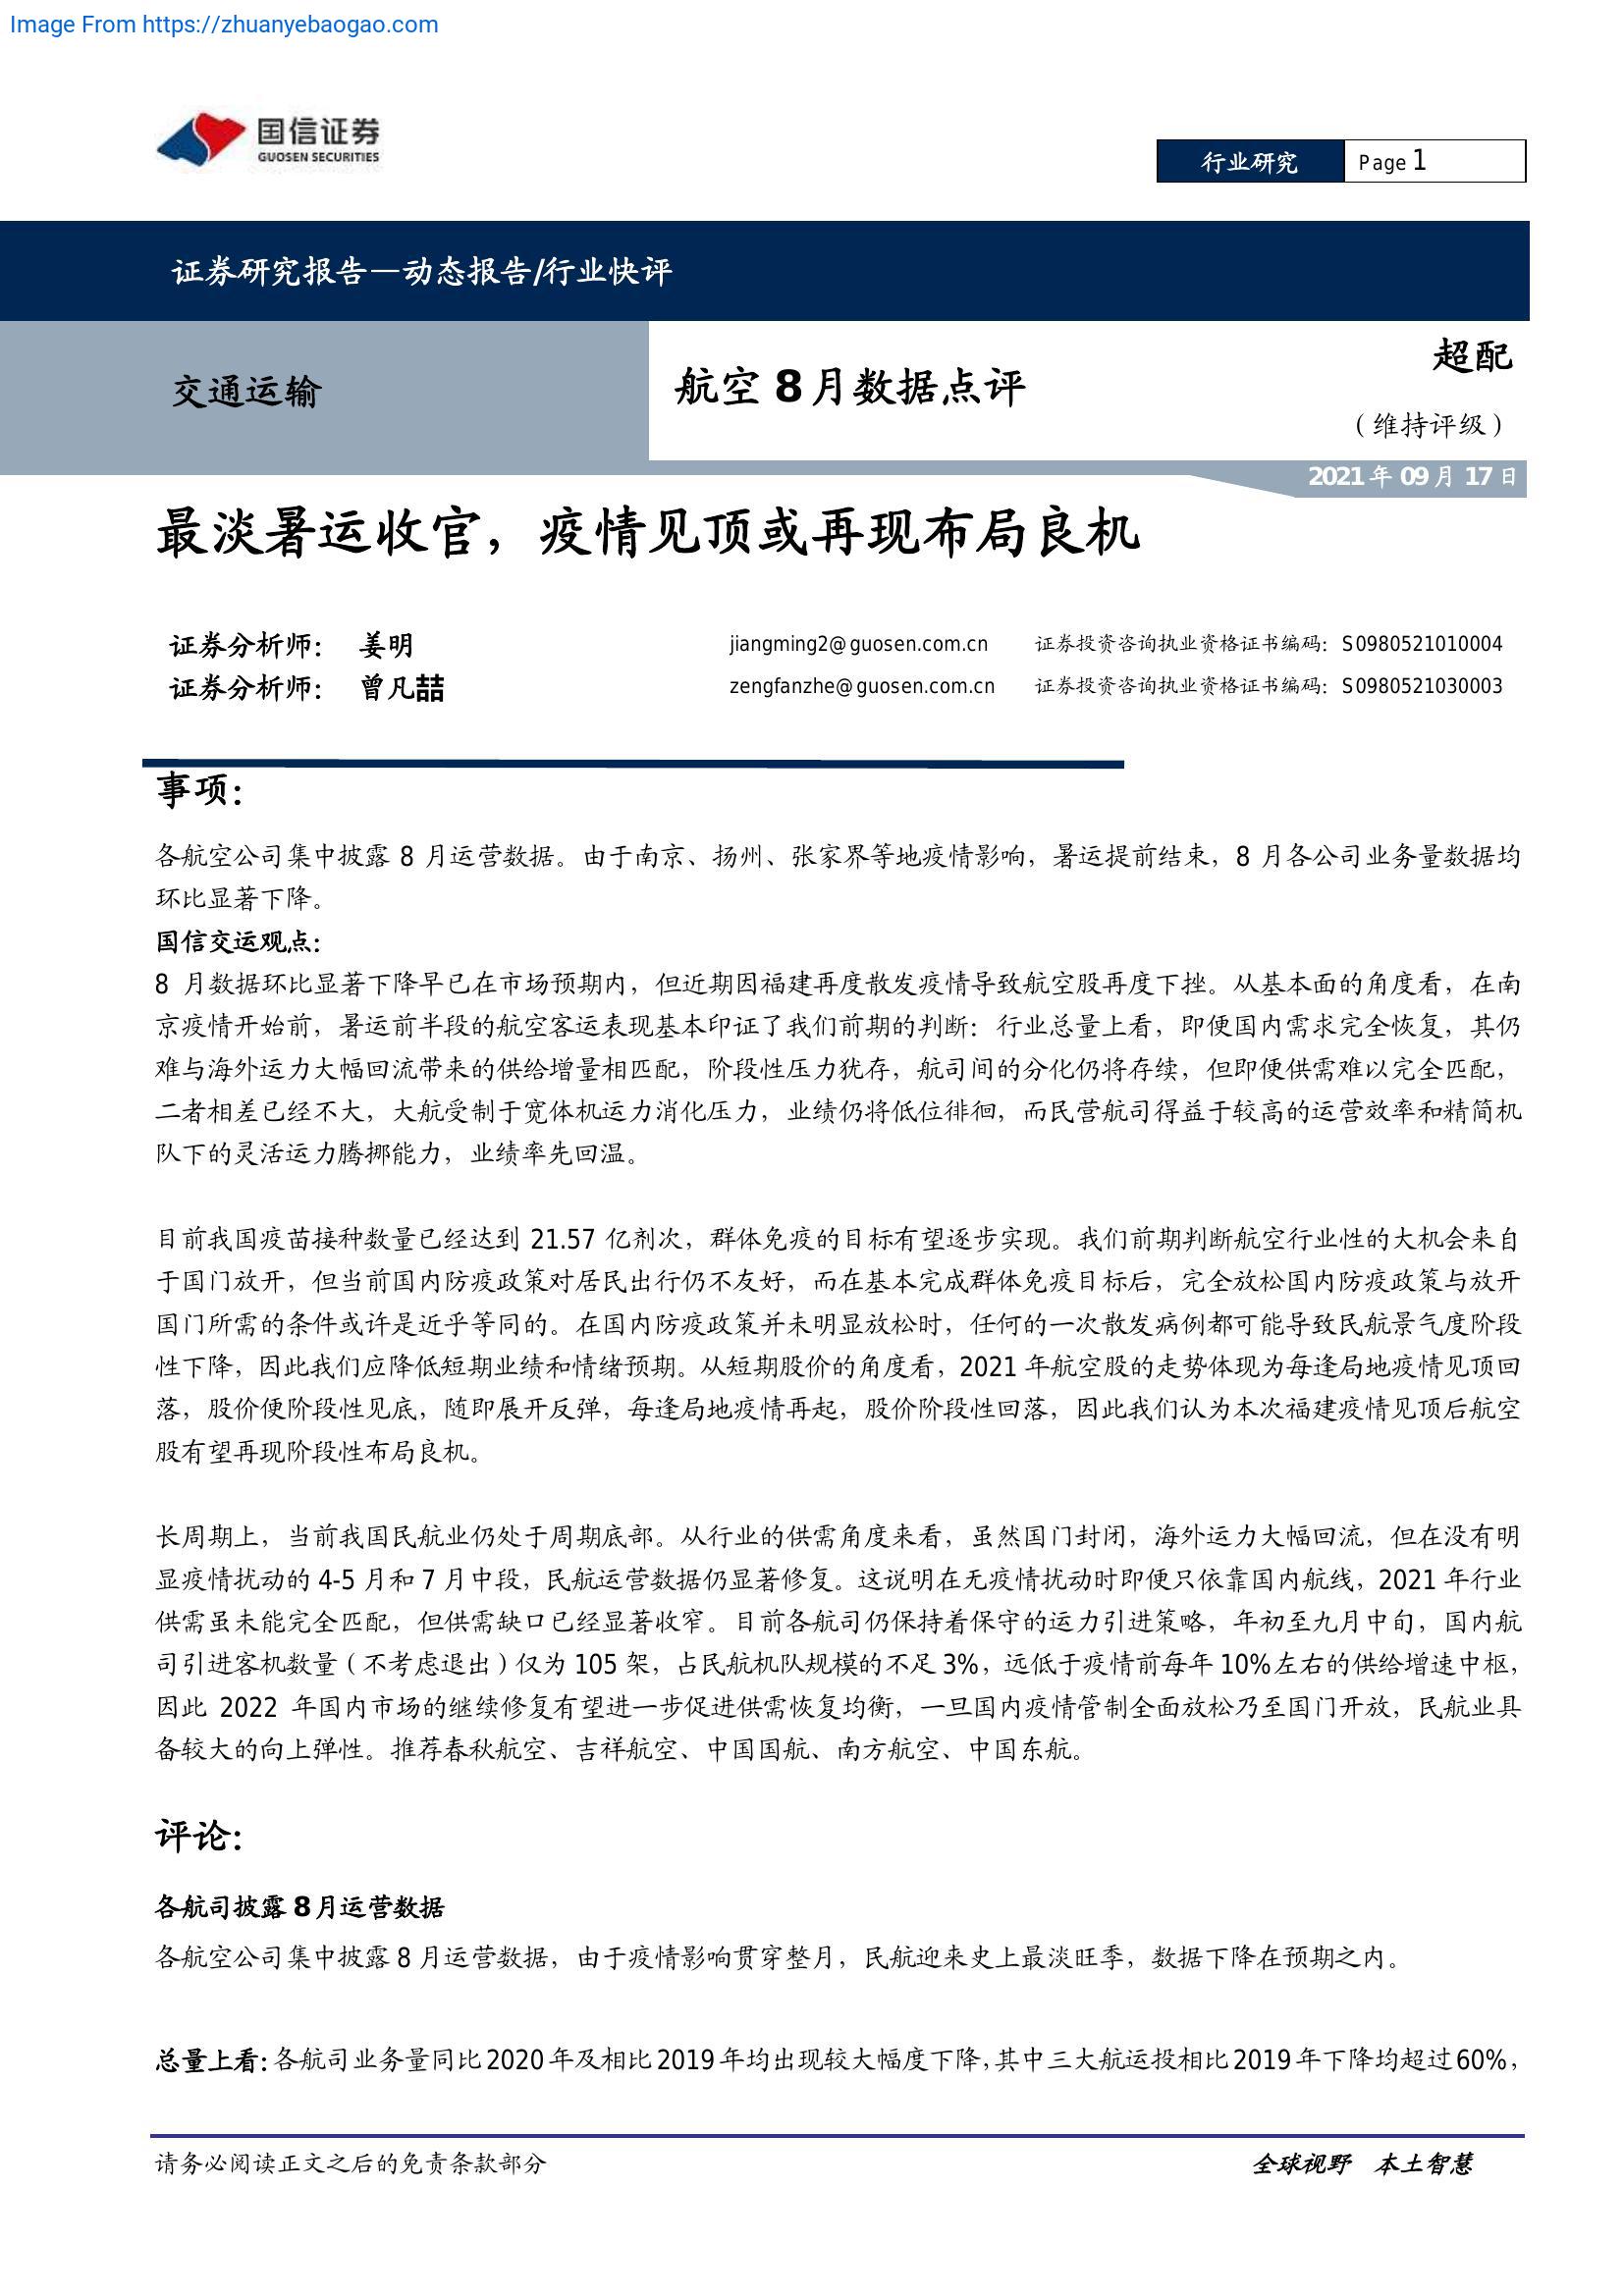 Image From https://zhuanyebaogao.com
国信证券
GUOSEN SECURITIES
行业研究
Page 1
证券研究报告—动态报告/行业快评
交通运输
航空 8 月数据点评
超配
（维持评级）
2021 年 09 月 17 日
最淡暑运收官，疫情见顶或再现布局良机
证券分析师： 姜明 jiangming2@guosen.com.cn 证券投资咨询执业资格证书编码：S0980521010004
证券分析师： 曾凡喆 zengfanzhe@guosen.com.cn 证券投资咨询执业资格证书编码：S0980521030003
事项：
各航空公司集中披露 8 月运营数据。由于南京、扬州、张家界等地疫情影响，暑运提前结束，8 月各公司业务量数据均
环比显著下降。
国信交运观点：
8 月数据环比显著下降早已在市场预期内，但近期因福建再度散发疫情导致航空股再度下挫。从基本面的角度看，在南
京疫情开始前，暑运前半段的航空客运表现基本印证了我们前期的判断：行业总量上看，即便国内需求完全恢复，其仍
难与海外运力大幅回流带来的供给增量相匹配，阶段性压力犹存，航司间的分化仍将存续，但即便供需难以完全匹配，
二者相差已经不大，大航受制于宽体机运力消化压力，业绩仍将低位徘徊，而民营航司得益于较高的运营效率和精简机
队下的灵活运力腾挪能力，业绩率先回温。
目前我国疫苗接种数量已经达到 21.57 亿剂次，群体免疫的目标有望逐步实现。我们前期判断航空行业性的大机会来自
于国门放开，但当前国内防疫政策对居民出行仍不友好，而在基本完成群体免疫目标后，完全放松国内防疫政策与放开
国门所需的条件或许是近乎等同的。在国内防疫政策并未明显放松时，任何的一次散发病例都可能导致民航景气度阶段
性下降，因此我们应降低短期业绩和情绪预期。从短期股价的角度看，2021 年航空股的走势体现为每逢局地疫情见顶回
落，股价便阶段性见底，随即展开反弹，每逢局地疫情再起，股价阶段性回落，因此我们认为本次福建疫情见顶后航空
股有望再现阶段性布局良机。
长周期上，当前我国民航业仍处于周期底部。从行业的供需角度来看，虽然国门封闭，海外运力大幅回流，但在没有明
显疫情扰动的 4-5 月和 7 月中段，民航运营数据仍显著修复。这说明在无疫情扰动时即便只依靠国内航线，2021 年行业
供需虽未能完全匹配，但供需缺口已经显著收窄。目前各航司仍保持着保守的运力引进策略，年初至九月中旬，国内航
司引进客机数量（不考虑退出）仅为 105 架，占民航机队规模的不足 3%，远低于疫情前每年 10%左右的供给增速中枢，
因此 2022 年国内市场的继续修复有望进一步促进供需恢复均衡，一旦国内疫情管制全面放松乃至国门开放，民航业具
备较大的向上弹性。推荐春秋航空、吉祥航空、中国国航、南方航空、中国东航。
评论：
各航司披露 8 月运营数据
各航空公司集中披露 8 月运营数据，由于疫情影响贯穿整月，民航迎来史上最淡旺季，数据下降在预期之内。
总量上看：各航司业务量同比 2020 年及相比 2019 年均出现较大幅度下降，其中三大航运投相比 2019 年下降均超过 60%，
请务必阅读正文之后的免责条款部分
全球视野 本土智慧